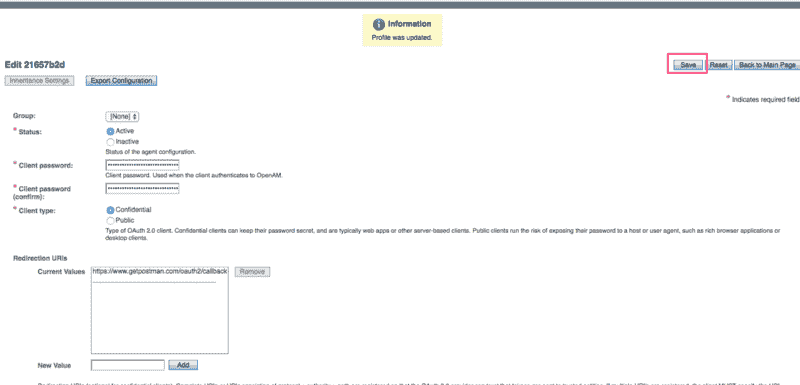 Information
Profile was updated.
Edit 21657b2d
Save Reset Back to Main Page
Inheritance Settings Export Configuration
* Indicates required field
Group: [None]
* Status: Active
Inactive
Status of the agent configuration.
* Client password:
Client password. Used when the client authenticates to OpenAM.
* Client password
(confirm):
* Client type: Confidential
Public
Type of OAuth 2.0 client. Confidential clients can keep their password secret, and are typically web apps or other server-based clients. Public clients run the risk of exposing their password to a host or user agent, such as rich browser applications or
desktop clients.
Redirection URIs
Current Values https://www.getpostman.com/oauth2/callback Remove
New Value Add